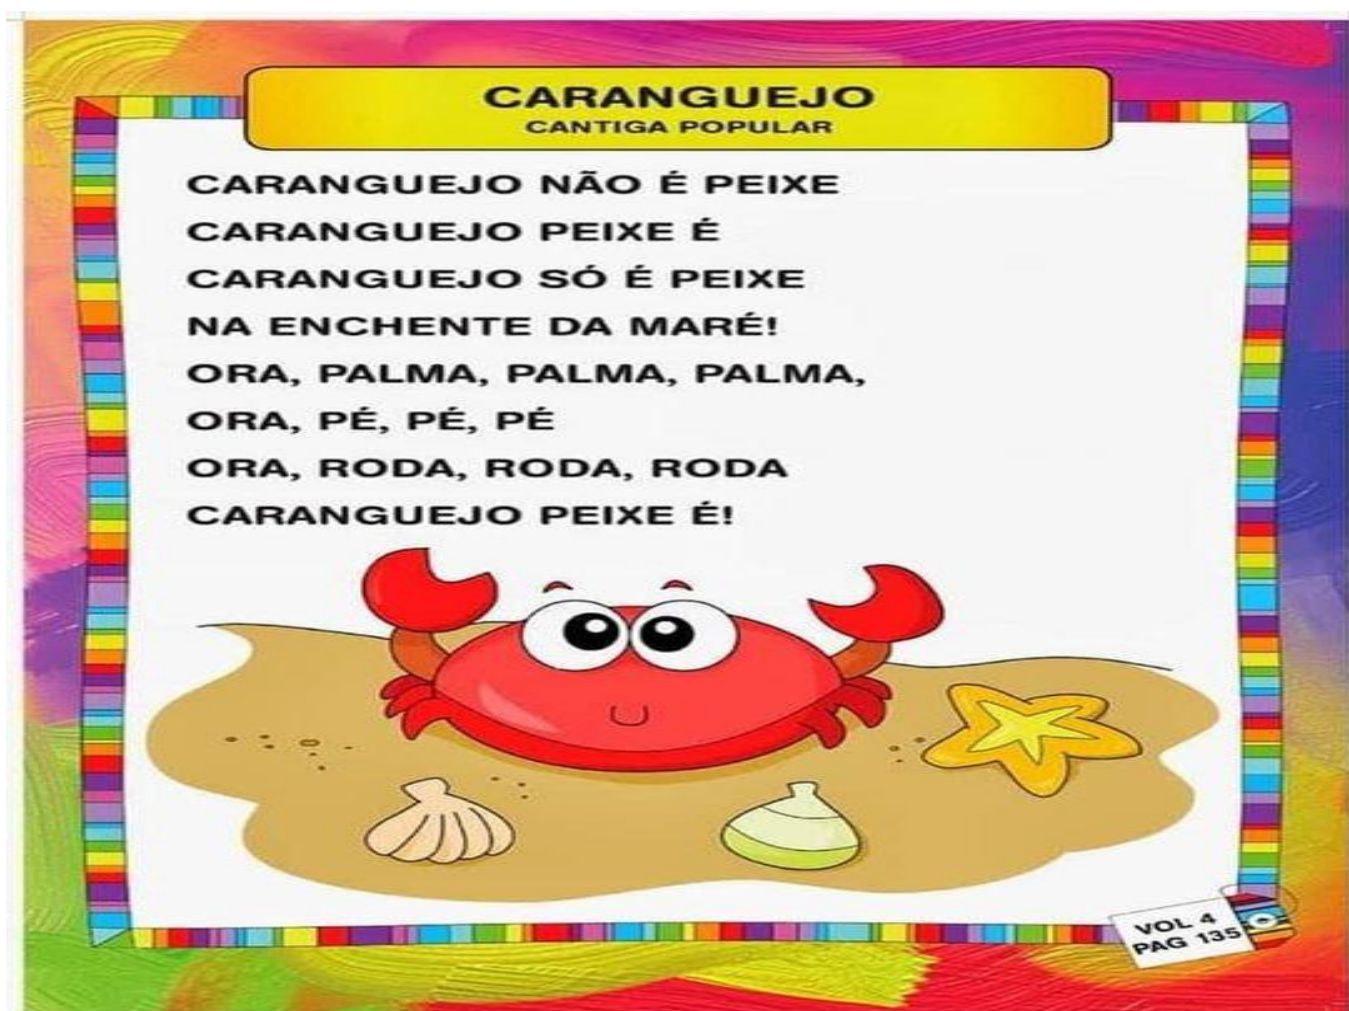 CARANGUEJO
CANTIGA POPULAR
CARANGUEJO NÃO É PEIXE
CARANGUEJO PEIXE É
CARANGUEJO SÓ É PEIXE
NA ENCHENTE DA MARÉ!
ORA, PALMA, PALMA, PALMA,
ORA, PÉ, PÉ, PÉ
ORA, RODA, RODA, RODA
CARANGUEJO PEIXE É!
VOL 4
PAG 135